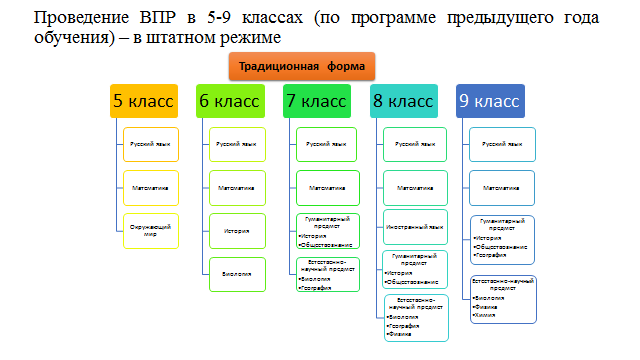 Проведение ВПР в 5-9 классах (по программе предыдущего года
обучения) – в штатном режиме
Традиционная форма
5 класс
Русский язык
Математика
Окружающий
мир
6 класс
Русский язык
Математика
История
Биология
7 класс
Русский язык
Математика
Гуманитарный
предмет
•История
•Обществознание
Естественно-
научный предмет
•Биология
•География
8 класс
Русский язык
Математика
Иностранный язык
Гуманитарный
предмет
•История
•Обществознание
Естественно-
научный предмет
•Биология
•География
•Физика
9 класс
Русский язык
Математика
Гуманитарный
предмет
•История
•Обществознание
•География
Естественно-научный
предмет
•Биология
•Физика
•Химия